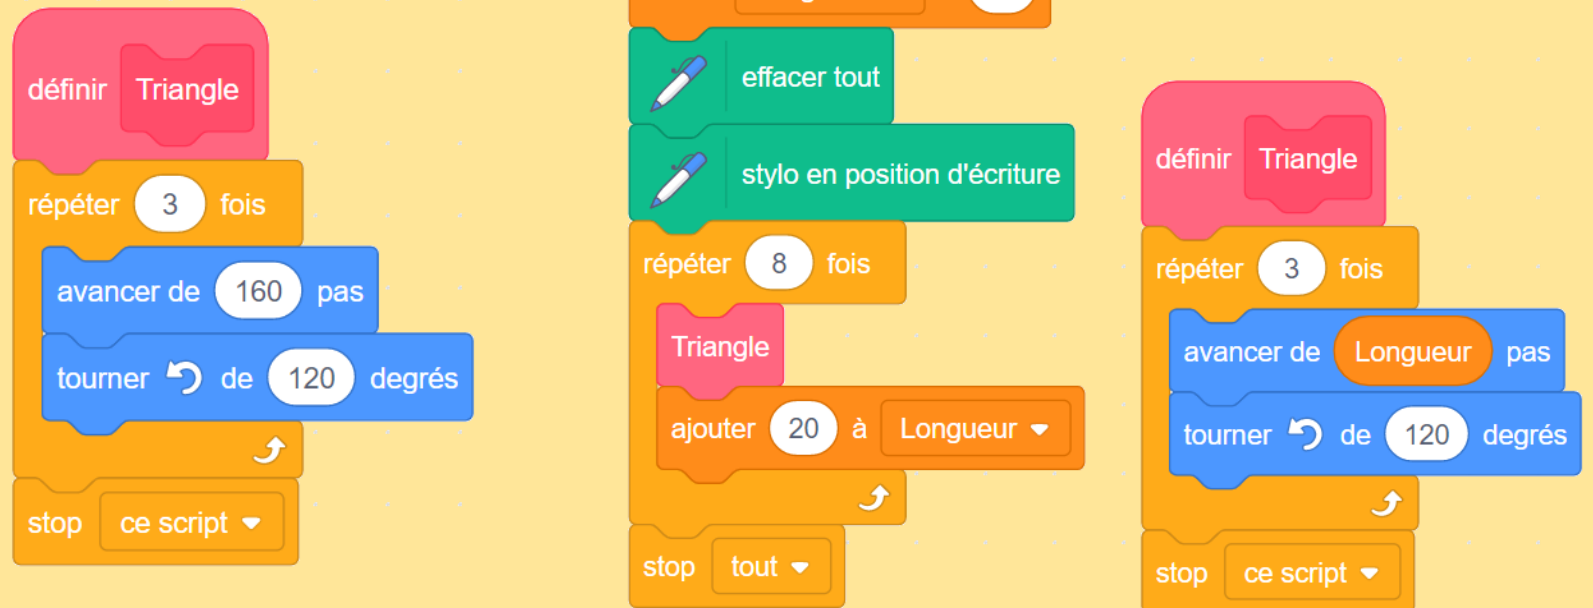 définir Triangle
répéter 3 fois
avancer de 160 pas
tourner de 120 degrés
stop ce script
effacer tout
stylo en position d'écriture
répéter 8 fois
Triangle
ajouter 20 à Longueur
stop tout
définir Triangle
répéter 3 fois
avancer de Longueur pas
tourner de 120 degrés
stop ce script